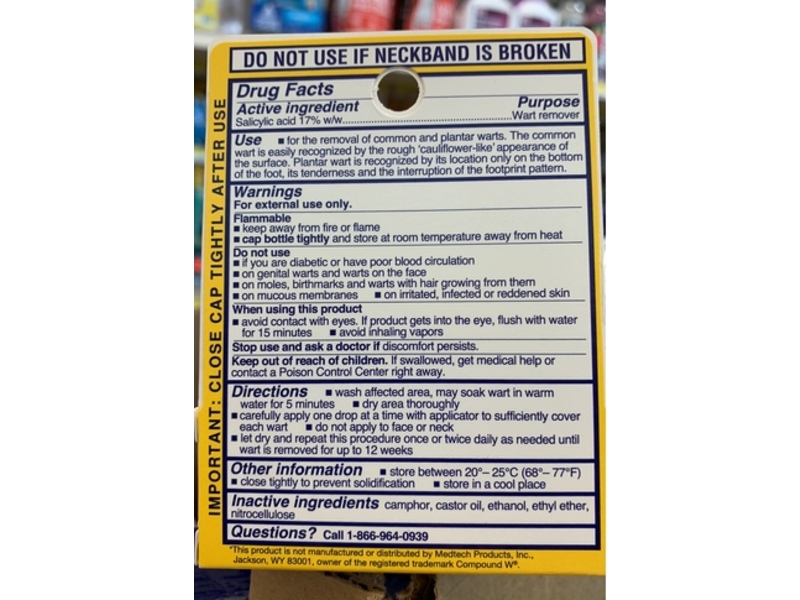 DO NOT USE IF NECKBAND IS BROKEN
IMPORTANT: CLOSE CAP TIGHTLY AFTER USE
Drug Facts
Active ingredient Purpose
Salicylic acid 17% w/w..........................................Wart remover
Use ■ for the removal of common and plantar warts. The common
wart is easily recognized by the rough 'cauliflower-like' appearance of
the surface. Plantar wart is recognized by its location only on the bottom
of the foot, its tenderness and the interruption of the footprint pattern.
Warnings
For external use only.
Flammable
■ keep away from fire or flame
■ cap bottle tightly and store at room temperature away from heat
Do not use
■ if you are diabetic or have poor blood circulation
■ on genital warts and warts on the face
■ on moles, birthmarks and warts with hair growing from them
■ on mucous membranes ■ on irritated, infected or reddened skin
When using this product
■ avoid contact with eyes. If product gets into the eye, flush with water
for 15 minutes ■ avoid inhaling vapors
Stop use and ask a doctor if discomfort persists.
Keep out of reach of children. If swallowed, get medical help or
contact a Poison Control Center right away.
Directions ■ wash affected area, may soak wart in warm
water for 5 minutes ■ dry area thoroughly
■ carefully apply one drop at a time with applicator to sufficiently cover
each wart ■ do not apply to face or neck
■ let dry and repeat this procedure once or twice daily as needed until
wart is removed for up to 12 weeks
Other information ■ store between 20°– 25°C (68°– 77°F)
■ close tightly to prevent solidification ■ store in a cool place
Inactive ingredients camphor, castor oil, ethanol, ethyl ether,
nitrocellulose
Questions? Call 1-866-964-0939
*This product is not manufactured or distributed by Medtech Products, Inc.,
Jackson, WY 83001, owner of the registered trademark Compound W®.